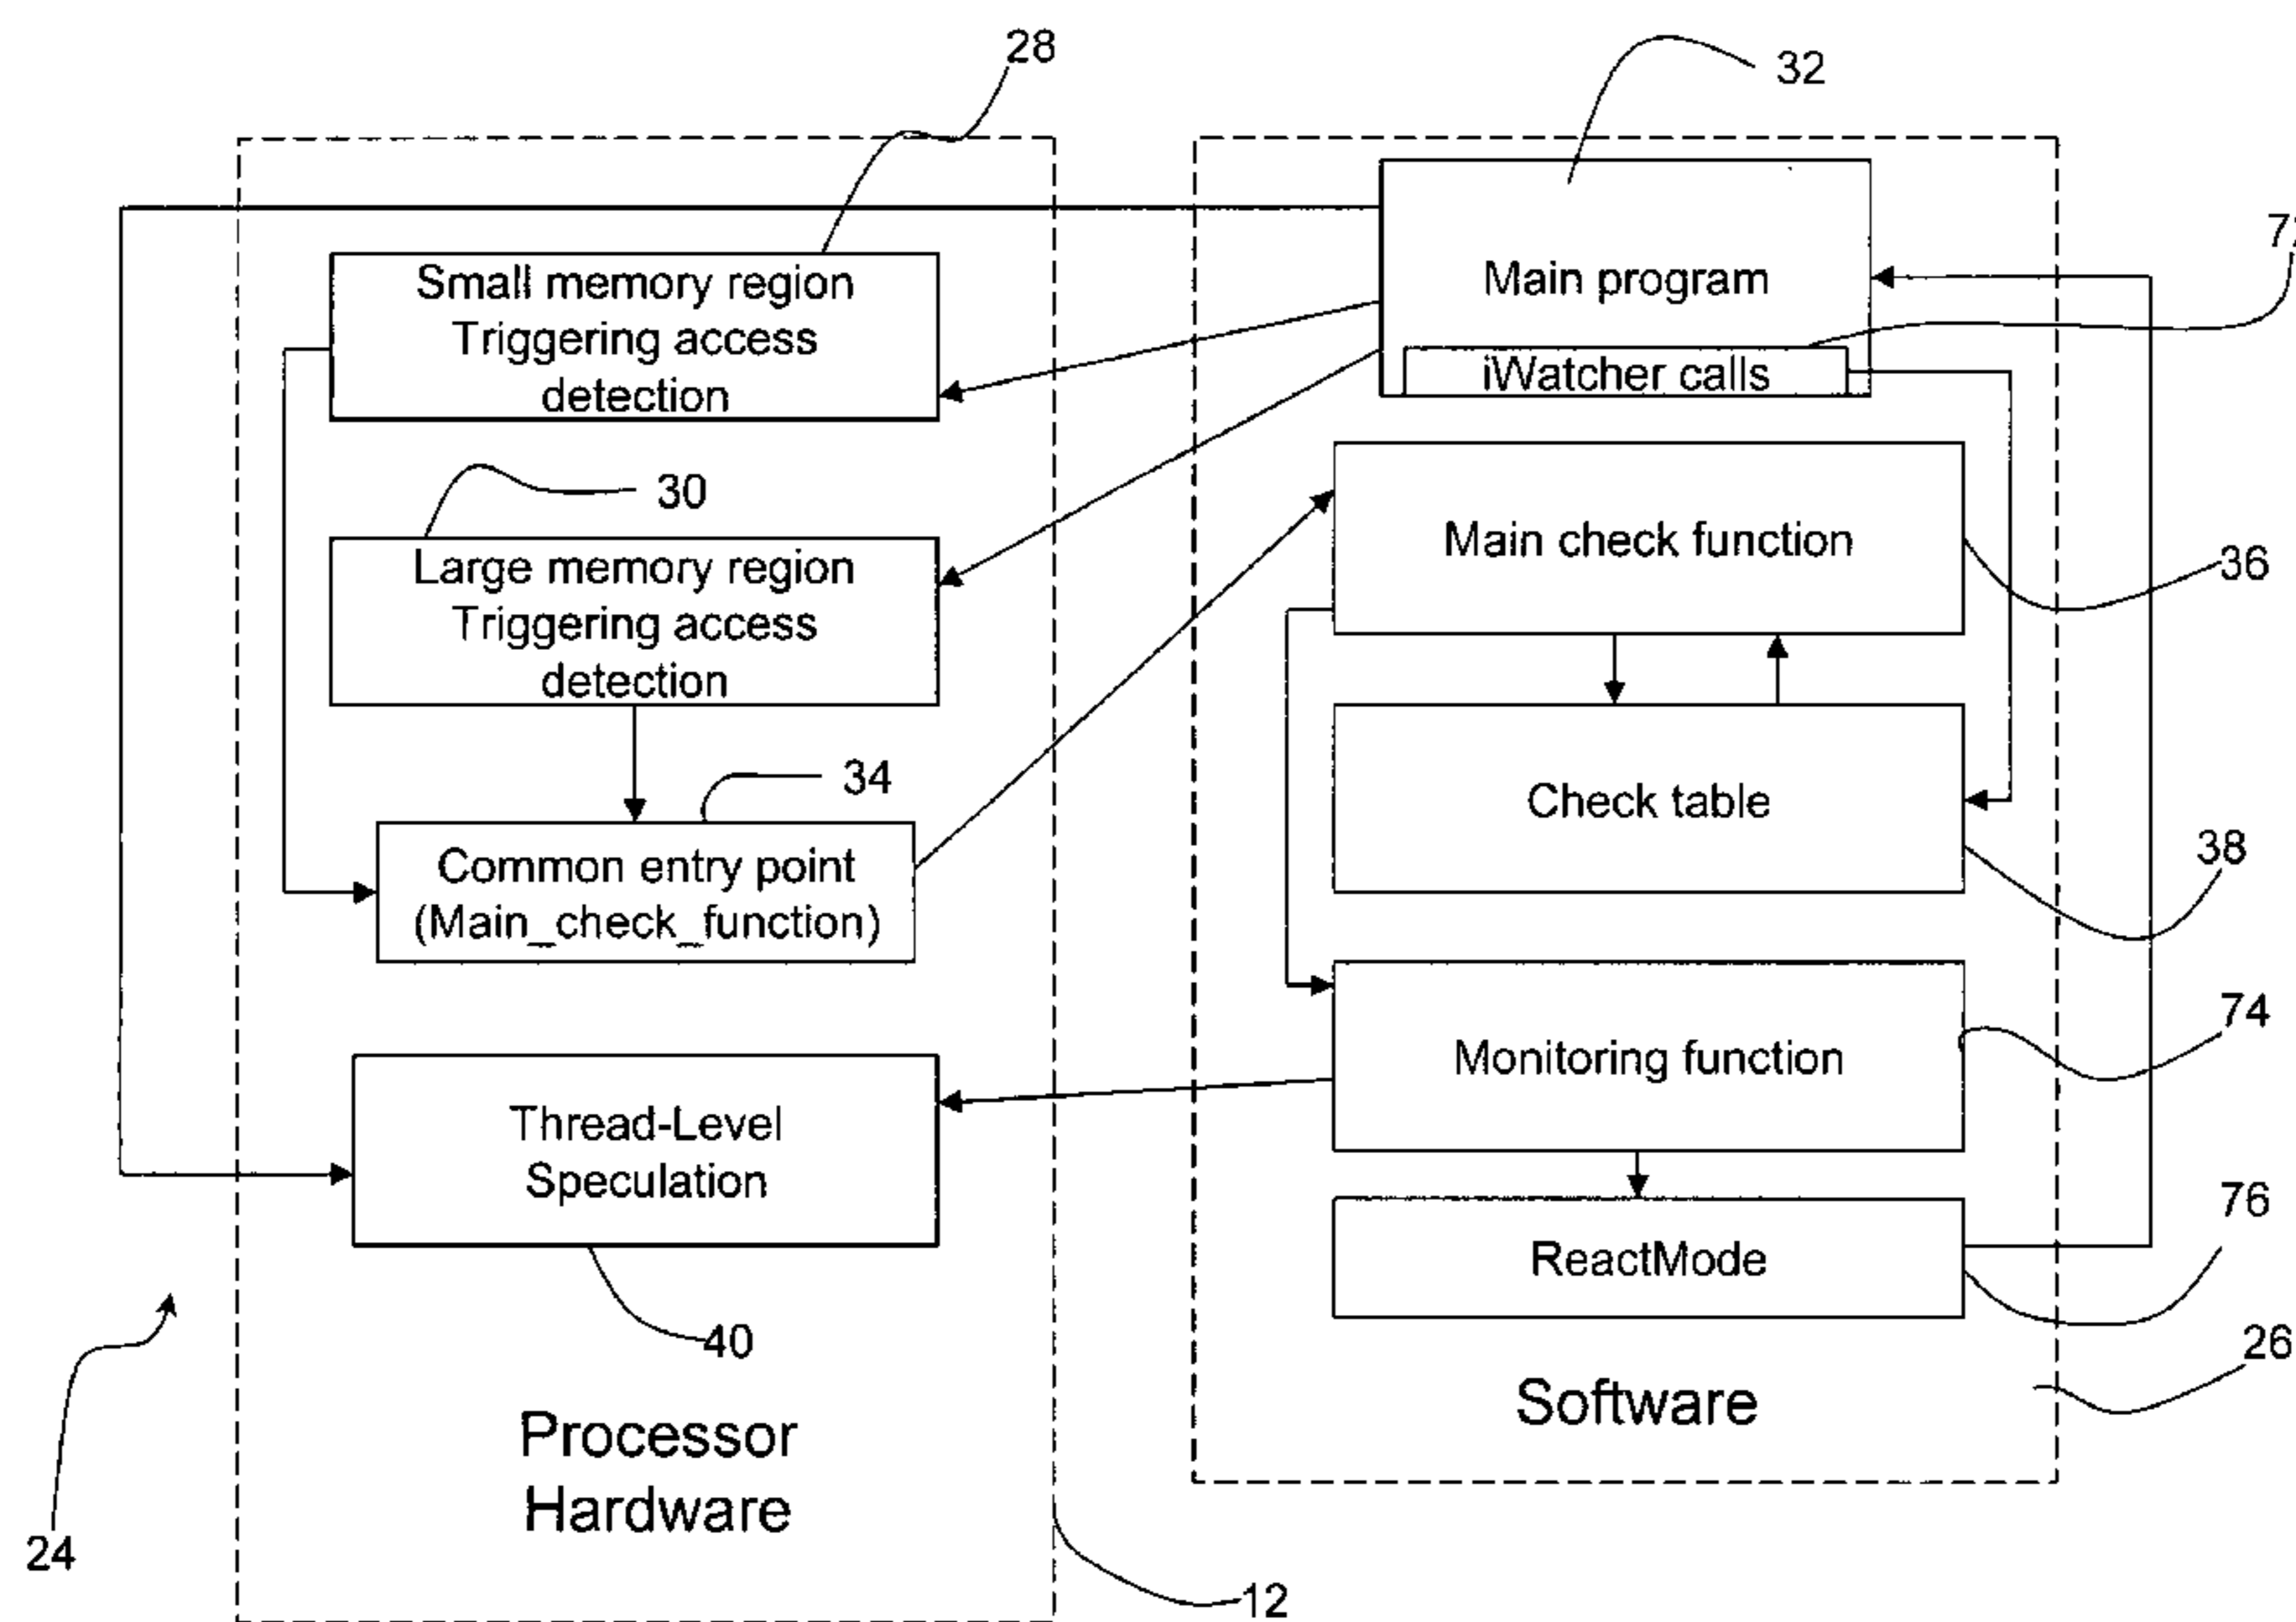 28
32
Small memory region
Triggering access
detection
Main program
iWatcher calls
30
Large memory region
Triggering access
detection
Main check function
36
34
Common entry point
(Main_check_function)
Check table
38
Thread-Level
Speculation
Monitoring function
74
ReactMode
76
40
24
Processor
Hardware
Software
26
12